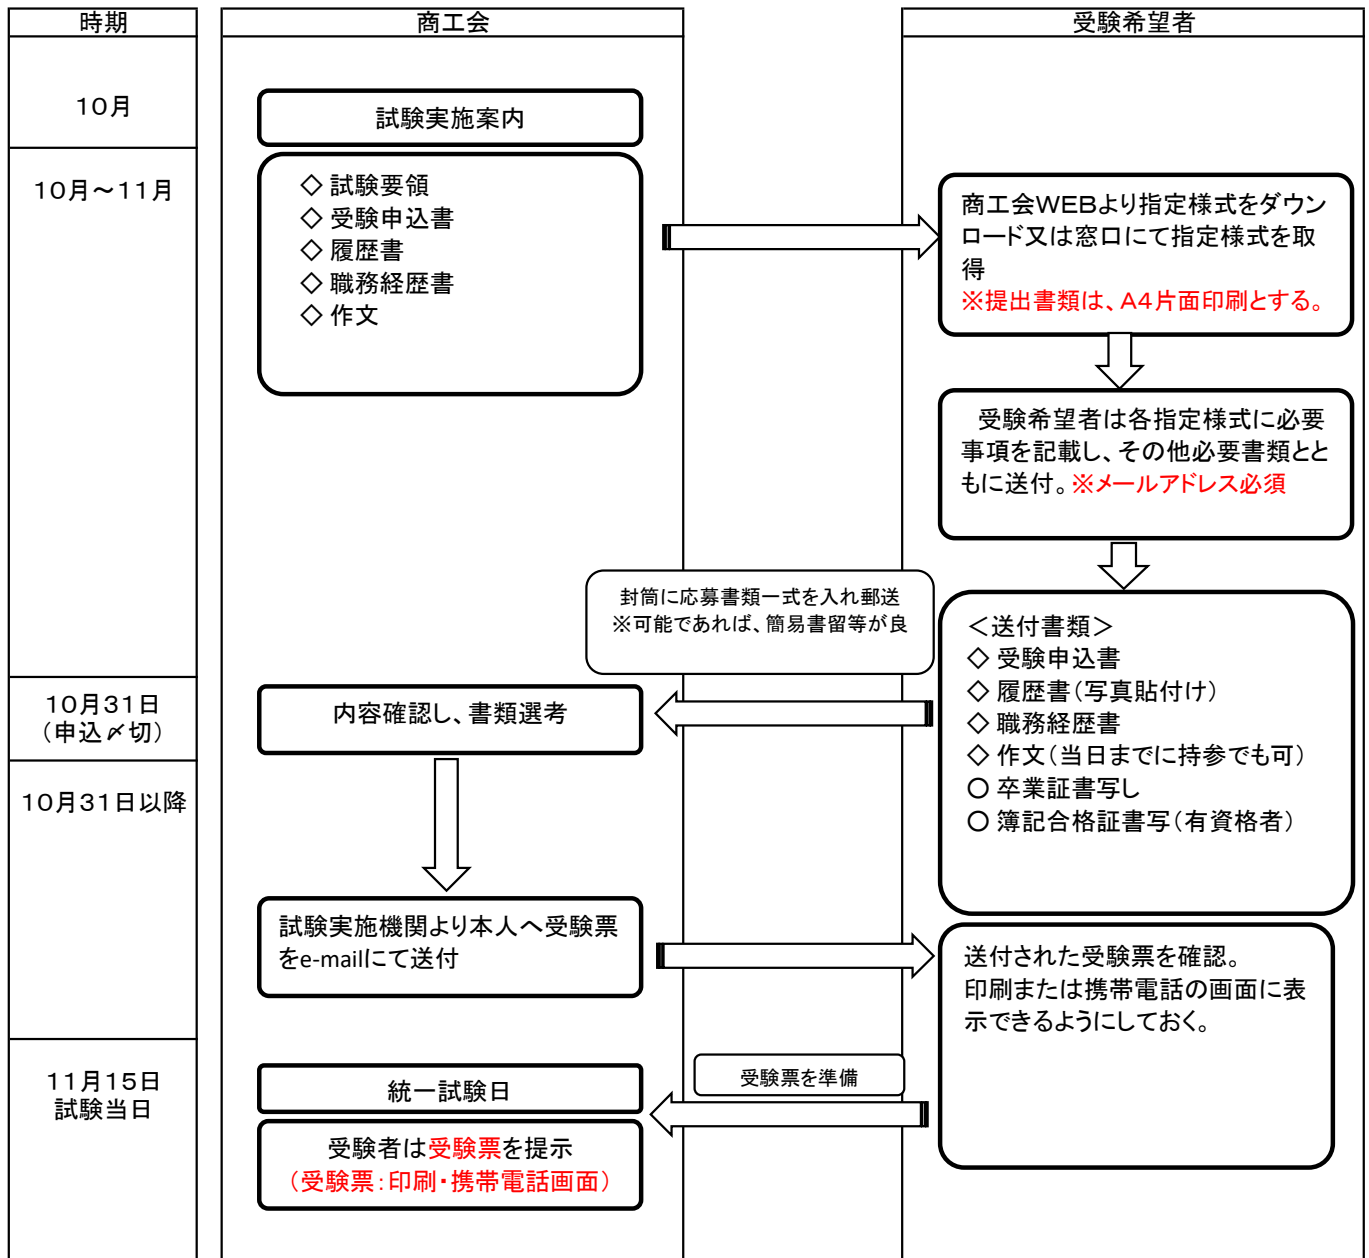 時期
商工会
受験希望者
10月
試験実施案内
10月～11月
◇ 試験要領
◇ 受験申込書
◇ 履歴書
◇ 職務経歴書
◇ 作文
商工会WEBより指定様式をダウン
ロード又は窓口にて指定様式を取
得
※提出書類は、A4片面印刷とする。
受験希望者は各指定様式に必要
事項を記載し、その他必要書類とと
もに送付。※メールアドレス必須
封筒に応募書類一式を入れ郵送
※可能であれば、簡易書留等が良
＜送付書類＞
◇ 受験申込書
◇ 履歴書（写真貼付け）
◇ 職務経歴書
◇ 作文（当日までに持参でも可）
○ 卒業証書写し
○ 簿記合格証書写（有資格者）
10月31日
（申込〆切）
内容確認し、書類選考
10月31日以降
試験実施機関より本人へ受験票
をe-mailにて送付
送付された受験票を確認。
印刷または携帯電話の画面に表
示できるようにしておく。
11月15日
試験当日
受験票を準備
統一試験日
受験者は受験票を提示
（受験票：印刷・携帯電話画面）